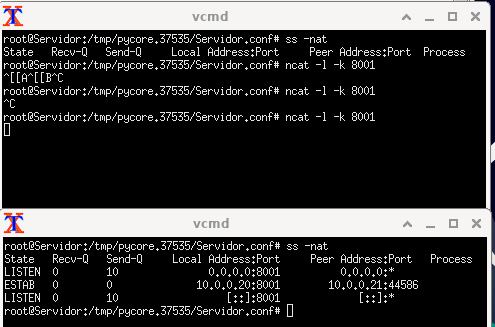 vcmd
root@Servidor:/tmp/pycore.37535/Servidor.conf# ss -nat
State Recv-Q Send-Q Local Address:Port Peer Address:Port Process
root@Servidor:/tmp/pycore.37535/Servidor.conf# ncat -l -k 8001
^[[A^[[B^C
root@Servidor:/tmp/pycore.37535/Servidor.conf# ncat -l -k 8001
^C
root@Servidor:/tmp/pycore.37535/Servidor.conf# ncat -l -k 8001
vcmd
root@Servidor:/tmp/pycore.37535/Servidor.conf# ss -nat
State Recv-Q Send-Q Local Address:Port Peer Address:Port Process
LISTEN 0 10 0.0.0.0:8001 0.0.0.0:*
ESTAB 0 0 10.0.0.20:8001 10.0.0.21:44586
LISTEN 0 10 [::]:8001 [::]:*
root@Servidor:/tmp/pycore.37535/Servidor.conf#